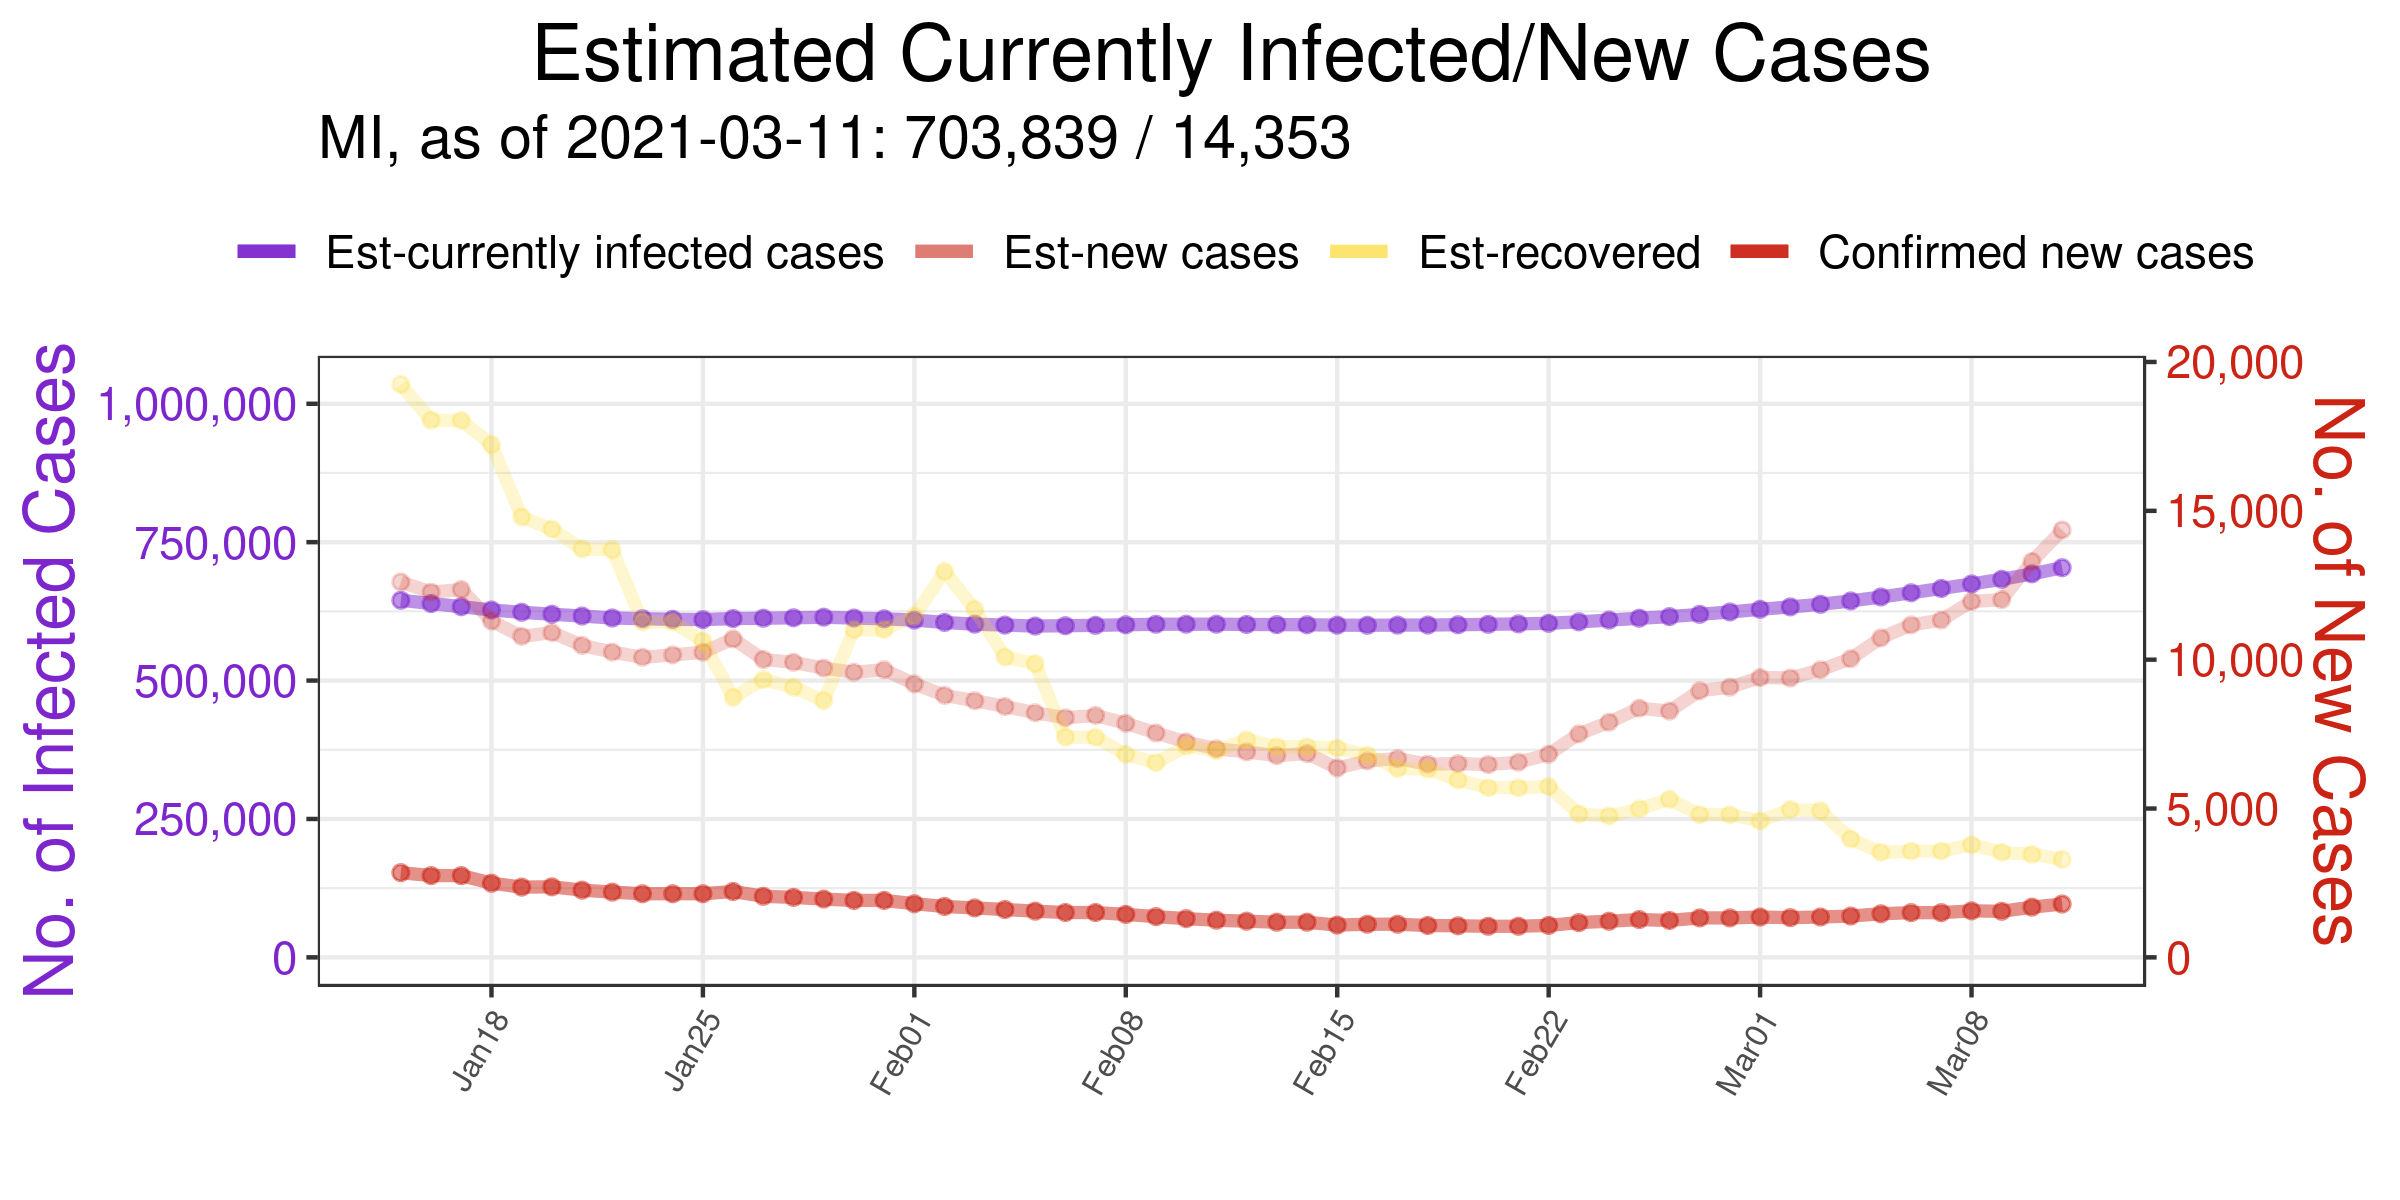 Estimated Currently Infected/New Cases
MI, as of 2021-03-11: 703,839 / 14,353
Est-currently infected cases Est-new cases Est-recovered Confirmed new cases
No. of Infected Cases
1,000,000
750,000
500,000
250,000
0
20,000
15,000
10,000
5,000
0
No. of New Cases
Jan18 Jan25 Feb01 Feb08 Feb15 Feb22 Mar01 Mar08